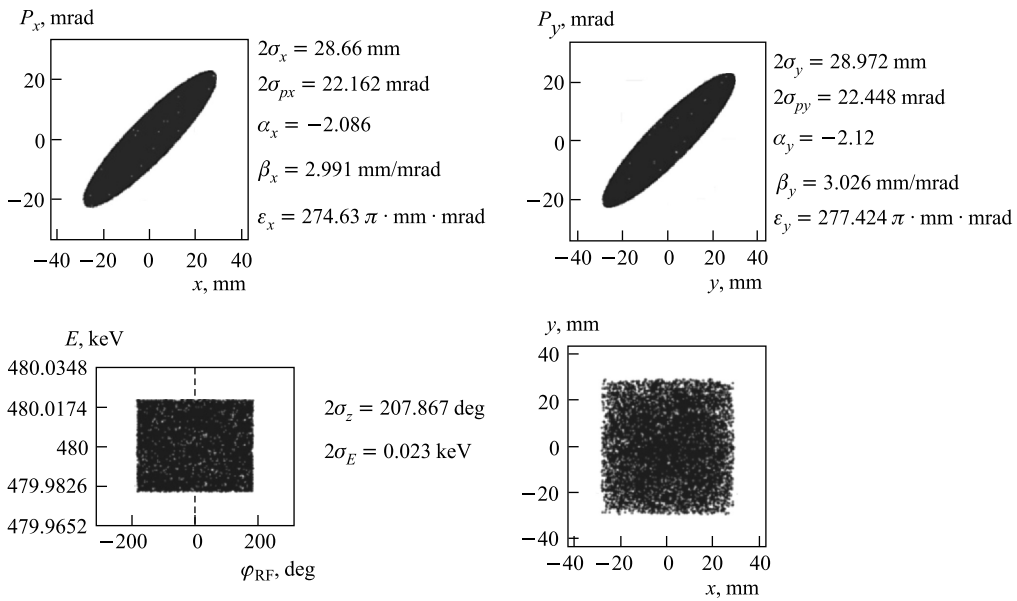 P_x, mrad
20
0
−20
−40 −20 0 20 40
x, mm
2σ_x = 28.66 mm
2σ_px = 22.162 mrad
α_x = −2.086
β_x = 2.991 mm/mrad
ε_x = 274.63 π · mm · mrad
P_y, mrad
20
0
−20
−40 −20 0 20 40
y, mm
2σ_y = 28.972 mm
2σ_py = 22.448 mrad
α_y = −2.12
β_y = 3.026 mm/mrad
ε_y = 277.424 π · mm · mrad
E, keV
480.0348
480.0174
480
479.9826
479.9652
−200 0 200
φ_RF, deg
2σ_z = 207.867 deg
2σ_E = 0.023 keV
y, mm
40
20
0
−20
−40
−40 −20 0 20 40
x, mm